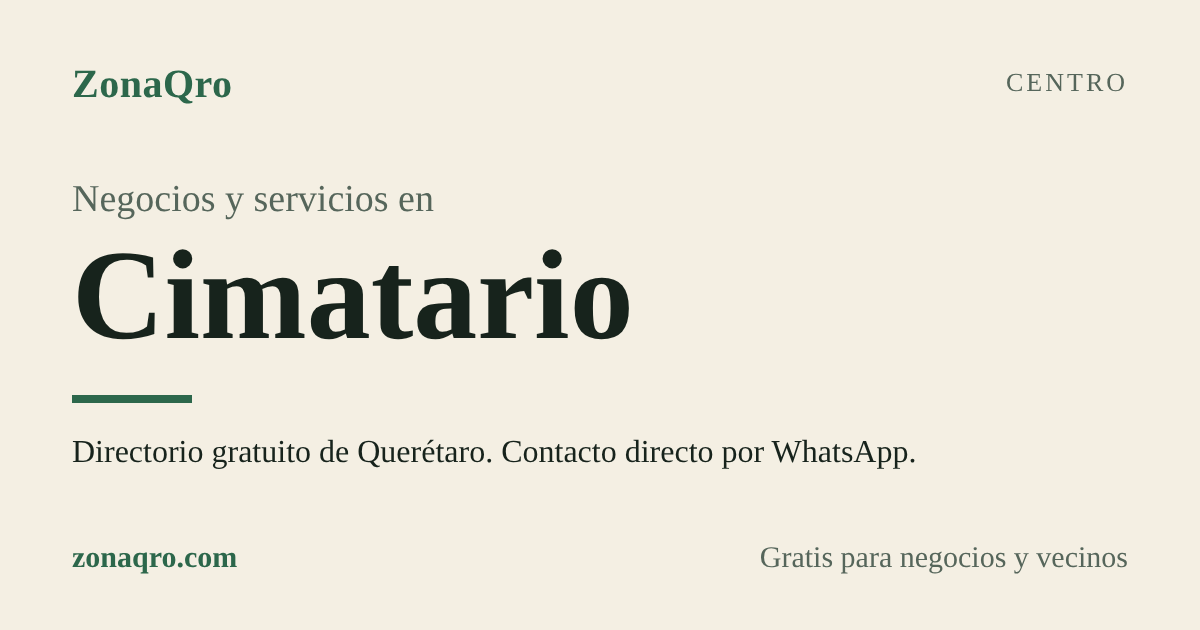 ZonaQro
CENTRO
Negocios y servicios en
Cimatario
Directorio gratuito de Querétaro. Contacto directo por WhatsApp.
zonaqro.com
Gratis para negocios y vecinos